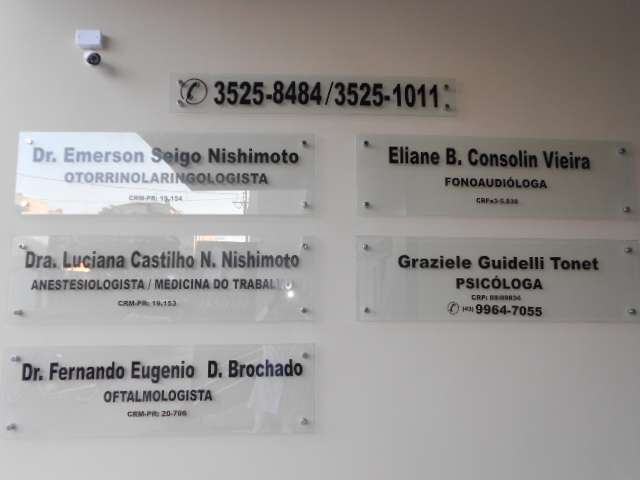 3525-8484/3525-1011
Dr. Emerson Seigo Nishimoto
OTORRINOLARINGOLOGISTA
CRM-PR: 19,154
Dra. Luciana Castilho N. Nishimoto
ANESTESIOLOGISTA / MEDICINA DO TRABALHO
CRM-PR: 19,153
Dr. Fernando Eugenio D. Brochado
OFTALMOLOGISTA
CRM-PR: 20-706
Eliane B. Consolin Vieira
FONOAUDIÓLOGA
Graziele Guidelli Tonet
PSICÓLOGA
CRP:
(43) 9964-7055